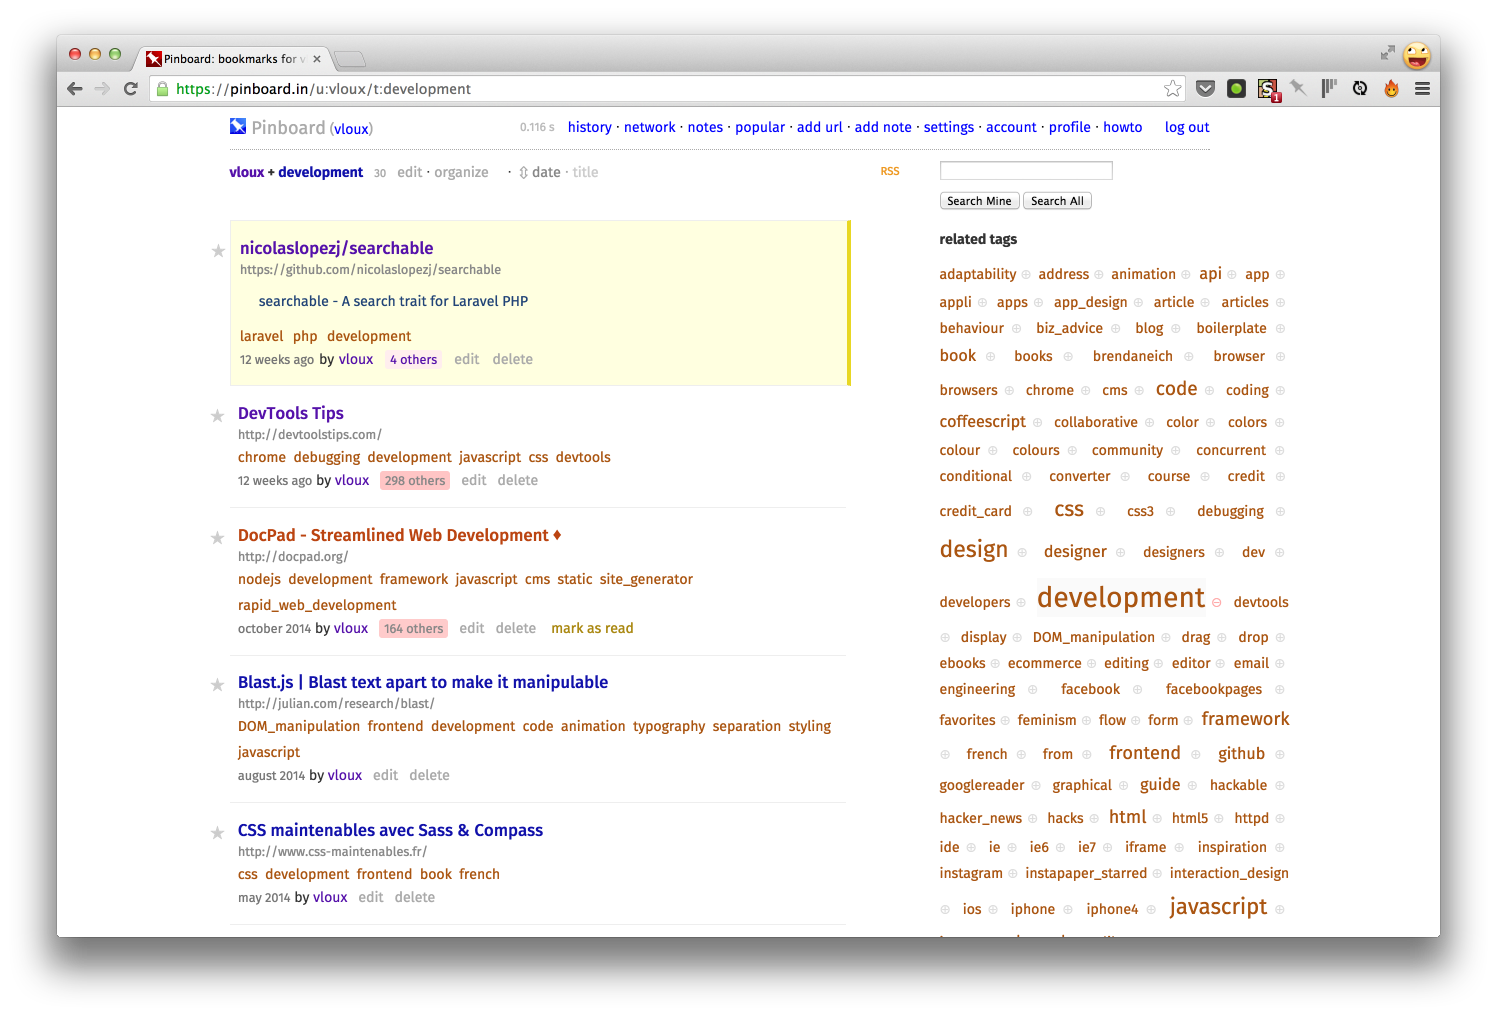 Pinboard: bookmarks for v
https://pinboard.in/u:vloux/t:development
Pinboard (vloux)
0.116 s history · network · notes · popular · add url · add note · settings · account · profile · howto log out
vloux + development 30 edit · organize · ⇳ date · title RSS
Search Mine Search All
nicolaslopezj/searchable
https://github.com/nicolaslopezj/searchable
searchable - A search trait for Laravel PHP
laravel php development
12 weeks ago by vloux 4 others edit delete
DevTools Tips
http://devtoolstips.com/
chrome debugging development javascript css devtools
12 weeks ago by vloux 298 others edit delete
DocPad - Streamlined Web Development ♦
http://docpad.org/
nodejs development framework javascript cms static site_generator
rapid_web_development
october 2014 by vloux 164 others edit delete mark as read
Blast.js | Blast text apart to make it manipulable
http://julian.com/research/blast/
DOM_manipulation frontend development code animation typography separation styling
javascript
august 2014 by vloux edit delete
CSS maintenables avec Sass & Compass
http://www.css-maintenables.fr/
css development frontend book french
may 2014 by vloux edit delete
related tags
adaptability ⊕ address ⊕ animation ⊕ api ⊕ app ⊕
appli ⊕ apps ⊕ app_design ⊕ article ⊕ articles ⊕
behaviour ⊕ biz_advice ⊕ blog ⊕ boilerplate ⊕
book ⊕ books ⊕ brendaneich ⊕ browser ⊕
browsers ⊕ chrome ⊕ cms ⊕ code ⊕ coding ⊕
coffeescript ⊕ collaborative ⊕ color ⊕ colors ⊕
colour ⊕ colours ⊕ community ⊕ concurrent ⊕
conditional ⊕ converter ⊕ course ⊕ credit ⊕
credit_card ⊕ css ⊕ css3 ⊕ debugging ⊕
design ⊕ designer ⊕ designers ⊕ dev ⊕
developers ⊕ development ⊖ devtools
⊕ display ⊕ DOM_manipulation ⊕ drag ⊕ drop ⊕
ebooks ⊕ ecommerce ⊕ editing ⊕ editor ⊕ email ⊕
engineering ⊕ facebook ⊕ facebookpages ⊕
favorites ⊕ feminism ⊕ flow ⊕ form ⊕ framework
⊕ french ⊕ from ⊕ frontend ⊕ github ⊕
googlereader ⊕ graphical ⊕ guide ⊕ hackable ⊕
hacker_news ⊕ hacks ⊕ html ⊕ html5 ⊕ httpd ⊕
ide ⊕ ie ⊕ ie6 ⊕ ie7 ⊕ iframe ⊕ inspiration ⊕
instagram ⊕ instapaper_starred ⊕ interaction_design
⊕ ios ⊕ iphone ⊕ iphone4 ⊕ javascript ⊕